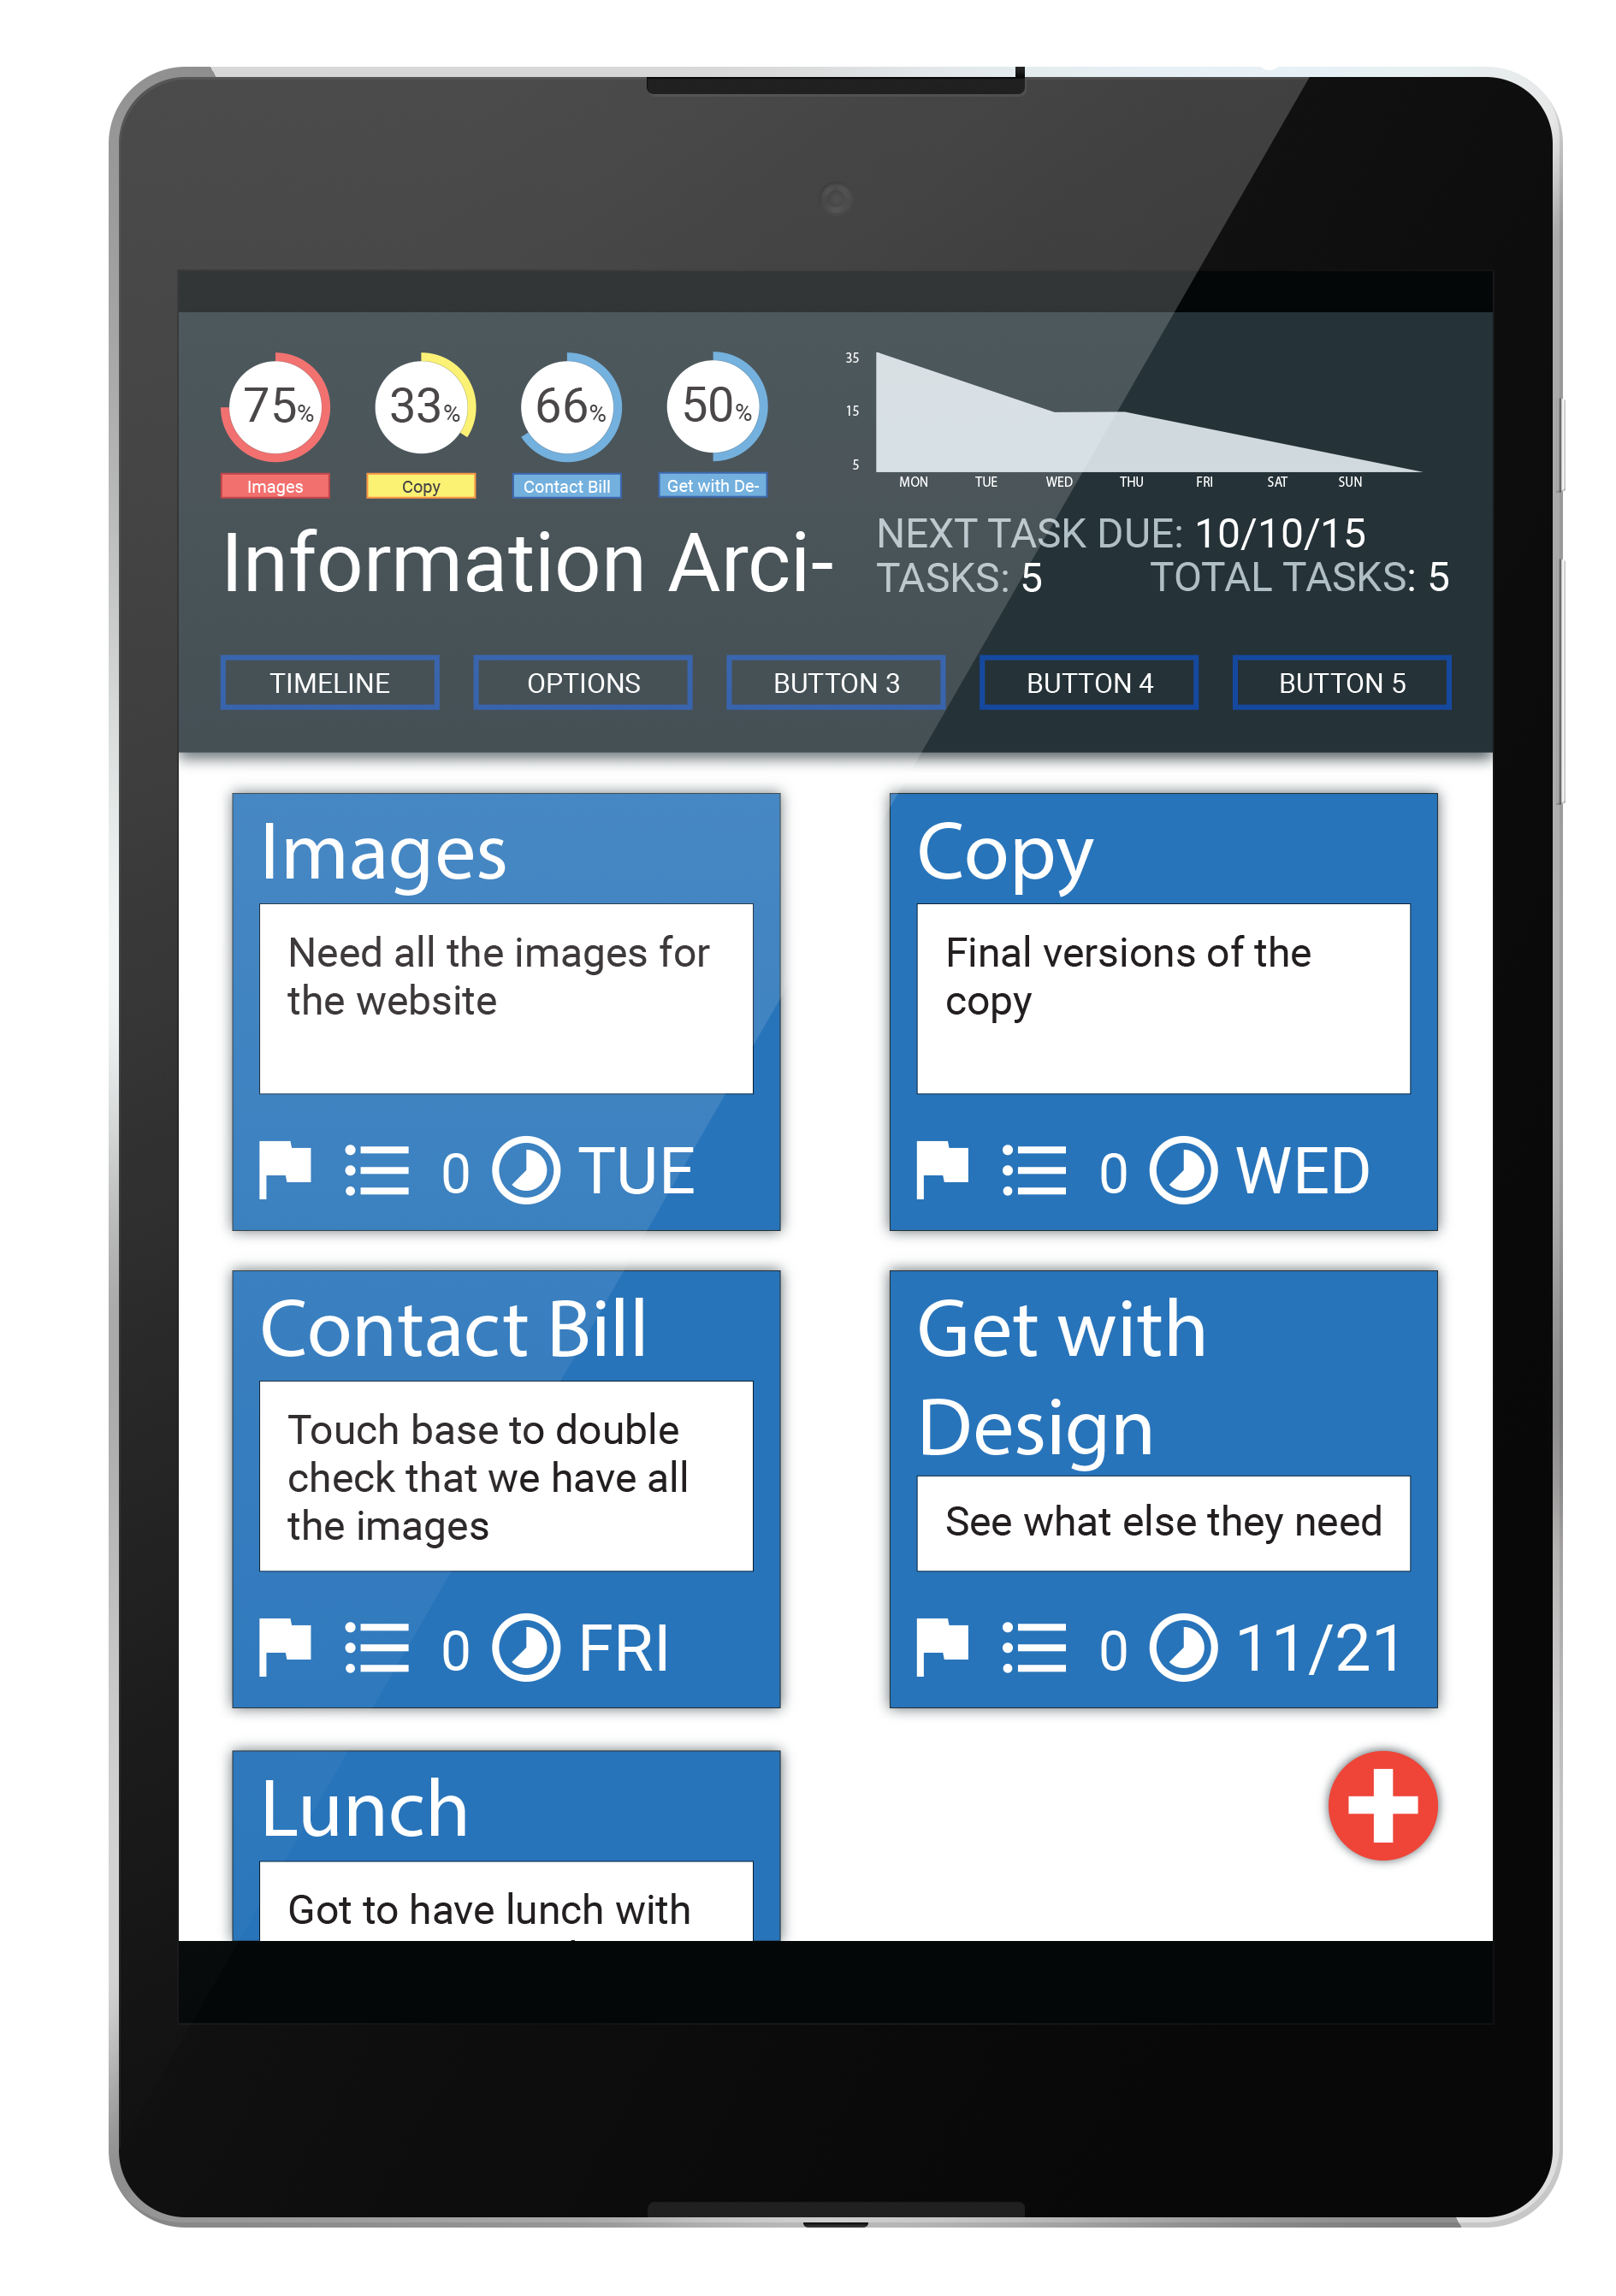 75%
33%
66%
50%
Images
Copy
Contact Bill
Get with De-
35
15
5
MON TUE WED THU FRI SAT SUN
Information Arci-
NEXT TASK DUE: 10/10/15
TASKS: 5 TOTAL TASKS: 5
TIMELINE
OPTIONS
BUTTON 3
BUTTON 4
BUTTON 5
Images
Need all the images for
the website
0 TUE
Copy
Final versions of the
copy
0 WED
Contact Bill
Touch base to double
check that we have all
the images
0 FRI
Get with
Design
See what else they need
0 11/21
Lunch
Got to have lunch with